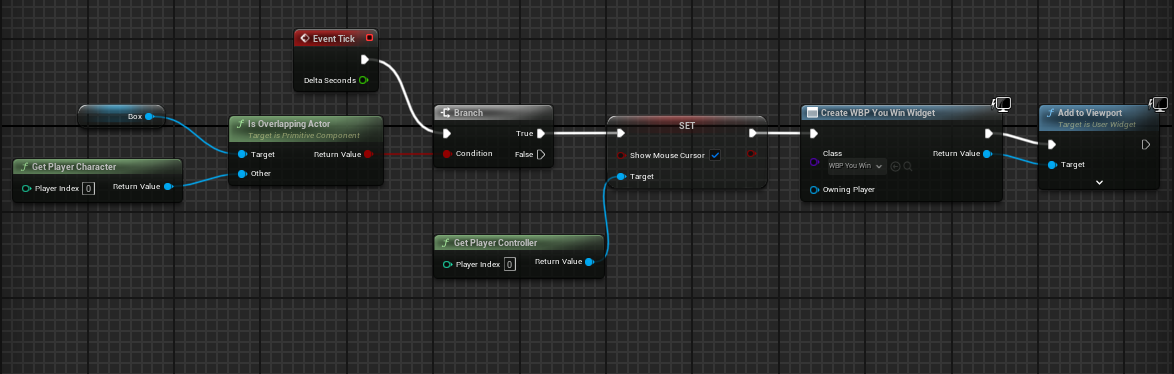 Event Tick
Delta Seconds
Box
Is Overlapping Actor
Target is Primitive Component
Target
Return Value
Other
Get Player Character
Player Index 0
Return Value
Branch
True
Condition
False
SET
Show Mouse Cursor
Target
Get Player Controller
Player Index 0
Return Value
Create WBP You Win Widget
Class
WBP You Win
Return Value
Owning Player
Add to Viewport
Target is User Widget
Target